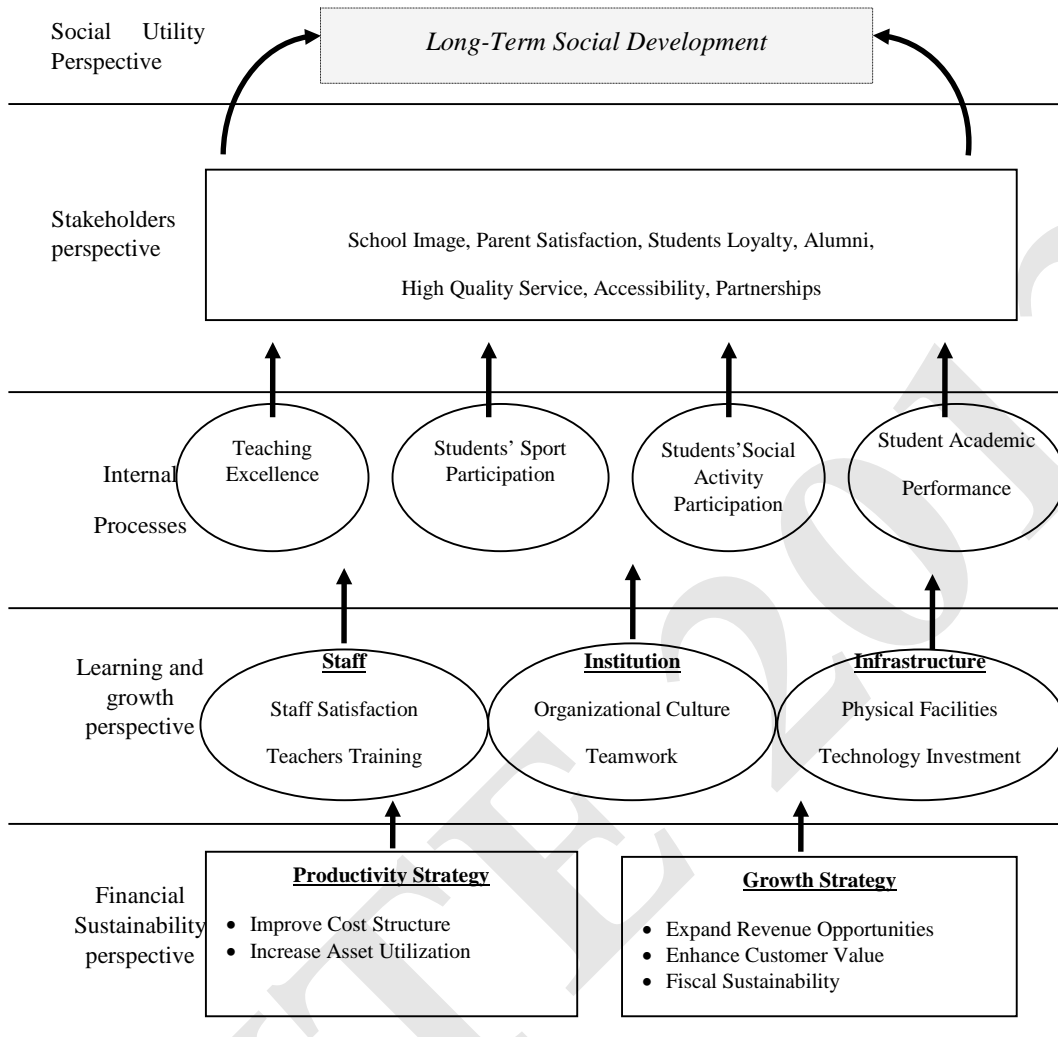 Social Utility
Perspective
Long-Term Social Development
Stakeholders
perspective
School Image, Parent Satisfaction, Students Loyalty, Alumni,
High Quality Service, Accessibility, Partnerships
Internal
Processes
Teaching
Excellence
Students' Sport
Participation
Students'Social
Activity
Participation
Student Academic
Performance
Learning and
growth
perspective
Staff
Staff Satisfaction
Teachers Training
Institution
Organizational Culture
Teamwork
Infrastructure
Physical Facilities
Technology Investment
Financial
Sustainability
perspective
Productivity Strategy
• Improve Cost Structure
• Increase Asset Utilization
Growth Strategy
• Expand Revenue Opportunities
• Enhance Customer Value
• Fiscal Sustainability